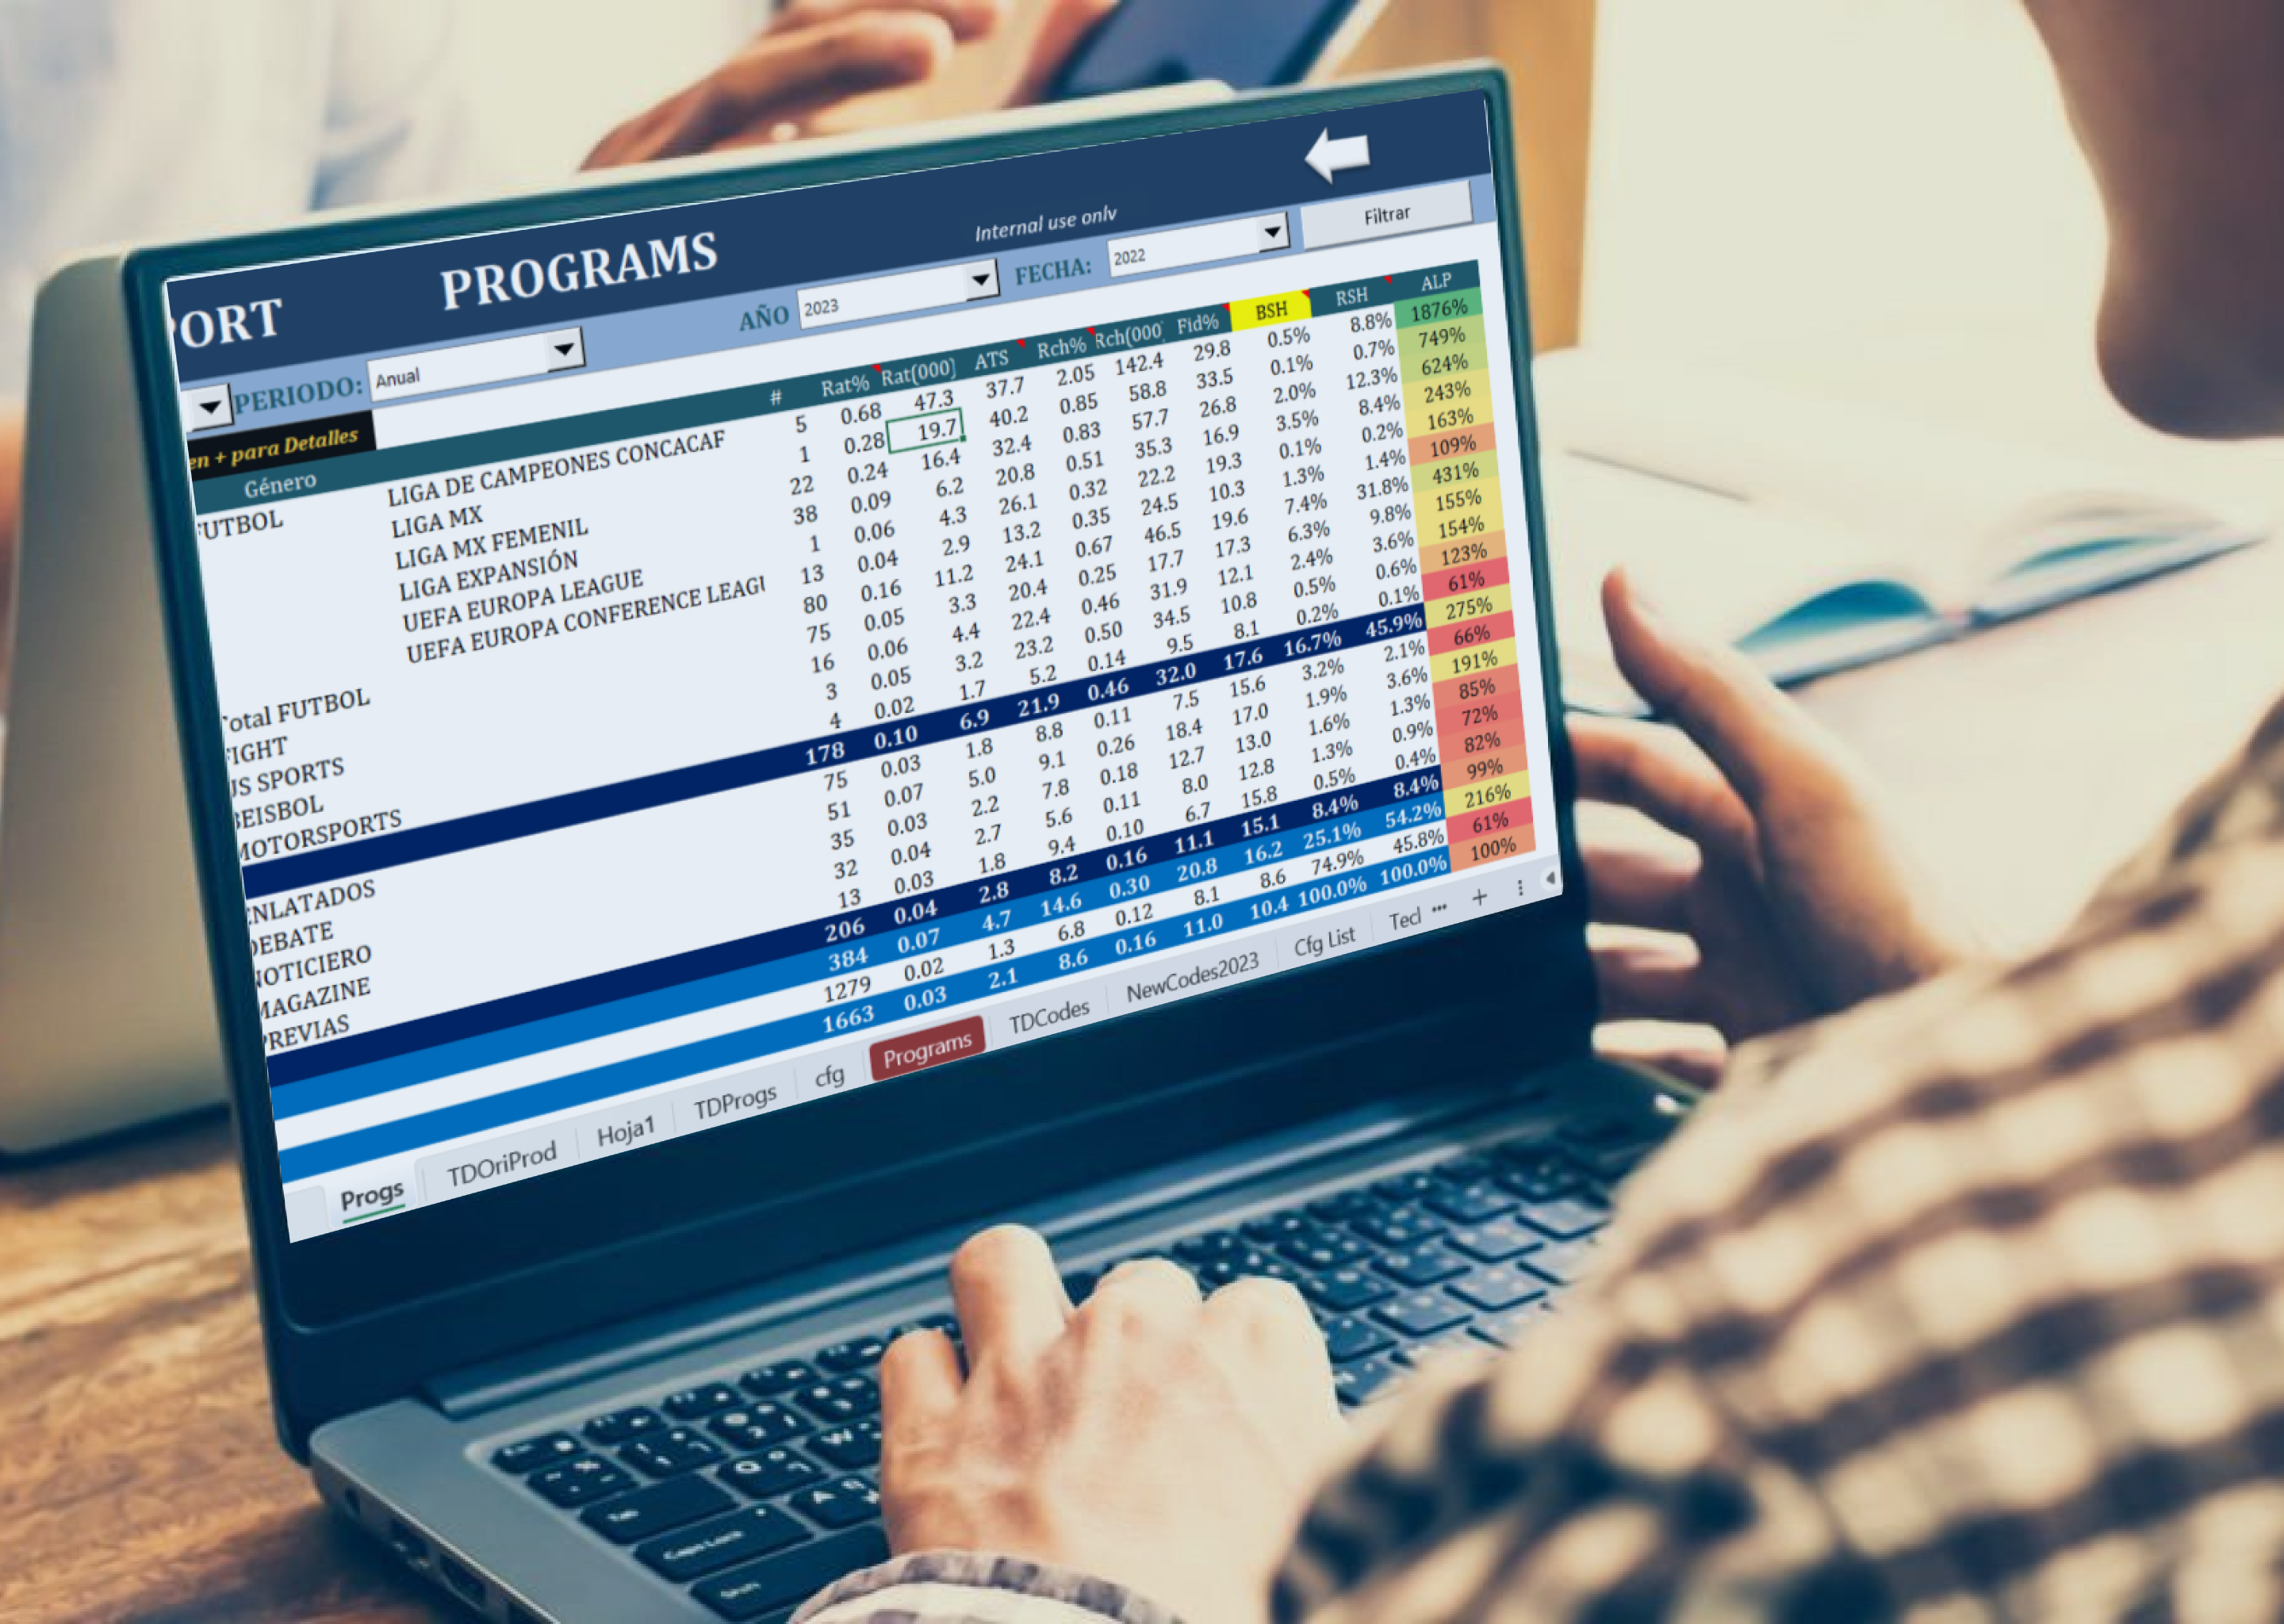 PORT PROGRAMS
Internal use only
PERIODO: Anual AÑO 2023 FECHA: 2022 Filtrar
en + para Detalles
Género # Rat% Rat(000) ATS Rch% Rch(000) Fid% BSH RSH ALP
FUTBOL LIGA DE CAMPEONES CONCACAF 5 0.68 47.3 37.7 2.05 142.4 29.8 0.5% 8.8% 1876%
LIGA MX 1 0.28 19.7 40.2 0.85 58.8 33.5 0.1% 0.7% 749%
LIGA MX FEMENIL 22 0.24 16.4 32.4 0.83 57.7 26.8 2.0% 12.3% 624%
LIGA EXPANSIÓN 38 0.09 6.2 20.8 0.51 35.3 16.9 3.5% 8.4% 243%
UEFA EUROPA LEAGUE 1 0.06 4.3 26.1 0.32 22.2 19.3 0.1% 0.2% 163%
UEFA EUROPA CONFERENCE LEAGU 13 0.04 2.9 13.2 0.35 24.5 10.3 1.3% 1.4% 109%
Total FUTBOL 80 0.16 11.2 24.1 0.67 46.5 19.6 7.4% 31.8% 431%
FIGHT 75 0.05 3.3 20.4 0.25 17.7 17.3 6.3% 9.8% 155%
US SPORTS 16 0.06 4.4 22.4 0.46 31.9 12.1 2.4% 3.6% 154%
BEISBOL 3 0.05 3.2 23.2 0.50 34.5 10.8 0.5% 0.6% 123%
MOTORSPORTS 4 0.02 1.7 5.2 0.14 9.5 8.1 0.2% 0.1% 61%
178 0.10 6.9 21.9 0.46 32.0 17.6 16.7% 45.9% 275%
ENLATADOS 75 0.03 1.8 8.8 0.11 7.5 15.6 3.2% 2.1% 66%
DEBATE 51 0.07 5.0 9.1 0.26 18.4 17.0 1.9% 3.6% 191%
NOTICIERO 35 0.03 2.2 7.8 0.18 12.7 13.0 1.6% 1.3% 85%
MAGAZINE 32 0.04 2.7 5.6 0.11 8.0 12.8 1.3% 0.9% 72%
PREVIAS 13 0.03 1.8 9.4 0.10 6.7 15.8 0.5% 0.4% 82%
206 0.04 2.8 8.2 0.16 11.1 15.1 8.4% 8.4% 99%
384 0.07 4.7 14.6 0.30 20.8 16.2 25.1% 54.2% 216%
1279 0.02 1.3 6.8 0.12 8.1 8.6 74.9% 45.8% 61%
1663 0.03 2.1 8.6 0.16 11.0 10.4 100.0% 100.0% 100%
Progs TDOriProd Hoja1 TDProgs cfg Programs TDCodes NewCodes2023 Cfg List Tecl ... +
Tab
Caps Lock
Shift